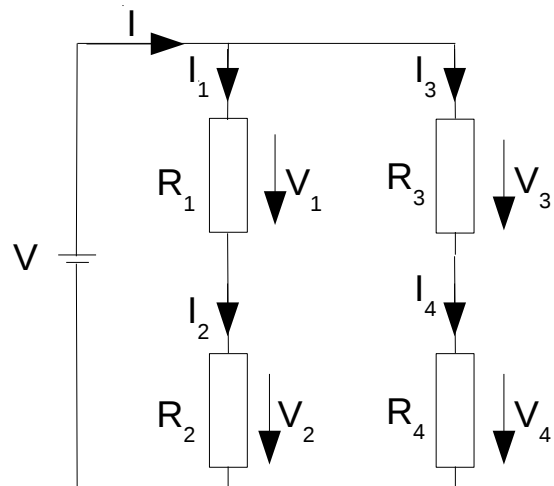 I
I₁ I₃
R₁ V₁ R₃ V₃
V
I₂ I₄
R₂ V₂ R₄ V₄